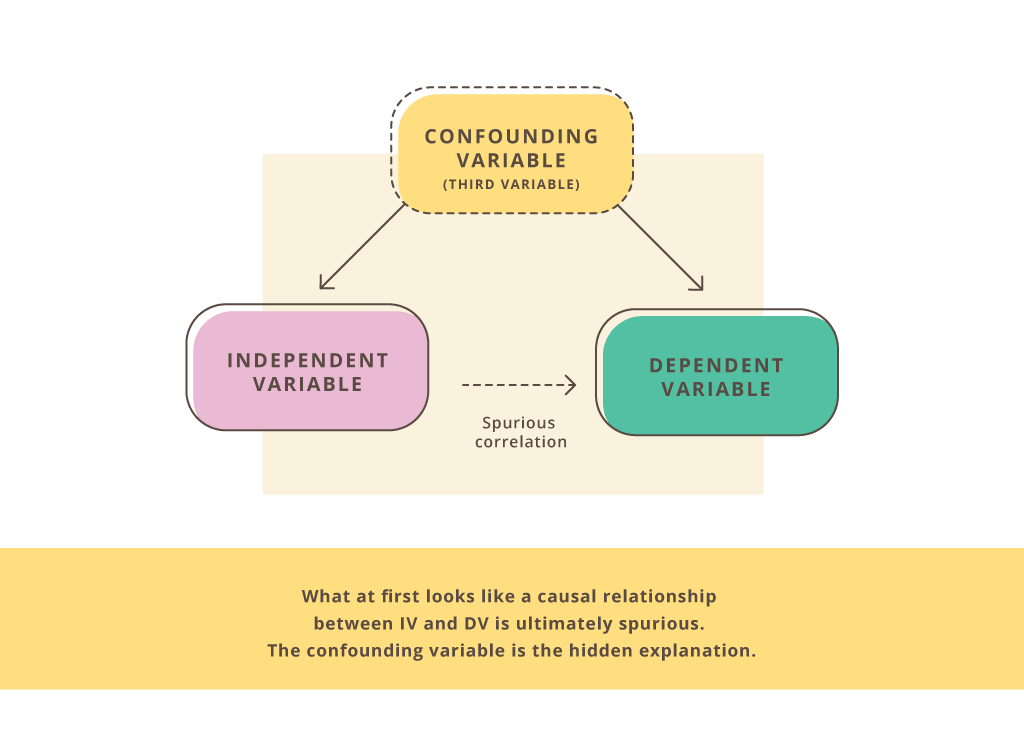 CONFOUNDING
VARIABLE
(THIRD VARIABLE)
INDEPENDENT
VARIABLE
DEPENDENT
VARIABLE
Spurious
correlation
What at first looks like a causal relationship
between IV and DV is ultimately spurious.
The confounding variable is the hidden explanation.